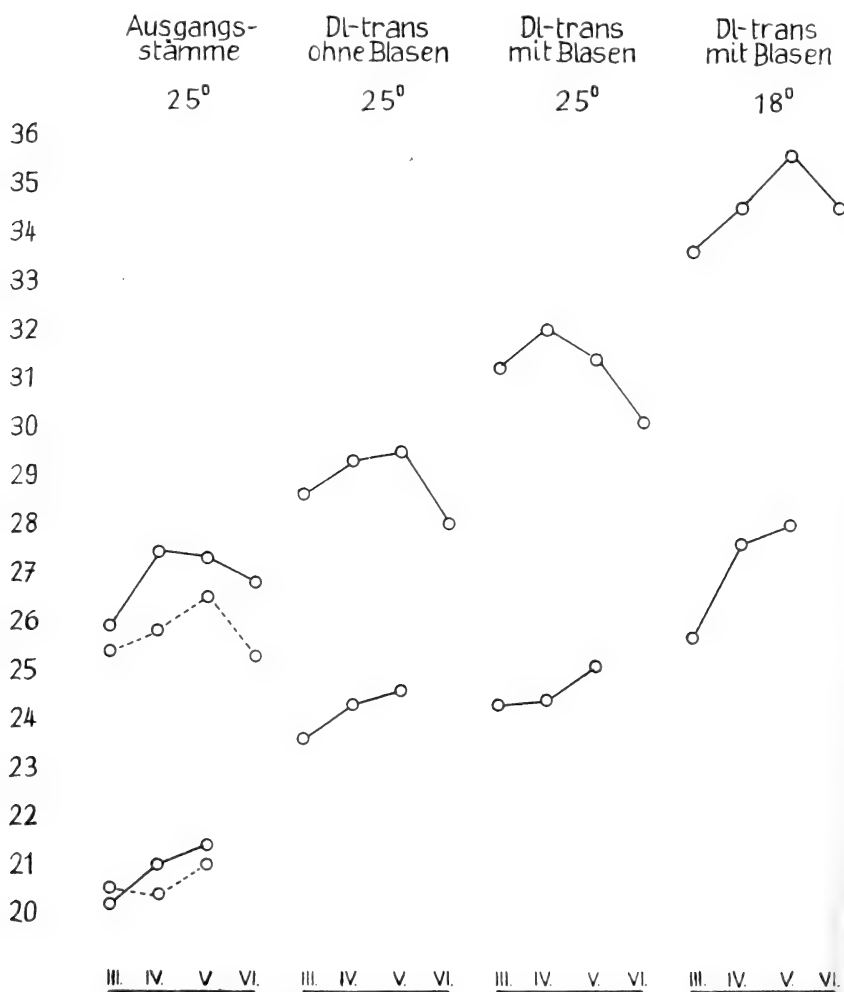 Ausgangs-
stämme
25°
Dl-trans
ohne Blasen
25°
Dl-trans
mit Blasen
25°
Dl-trans
mit Blasen
18°
36
35
34
33
32
31
30
29
28
27
26
25
24
23
22
21
20
III. IV. V VI.
III. IV. V. VI.
III. IV. V. VI.
III. IV. V. VI.